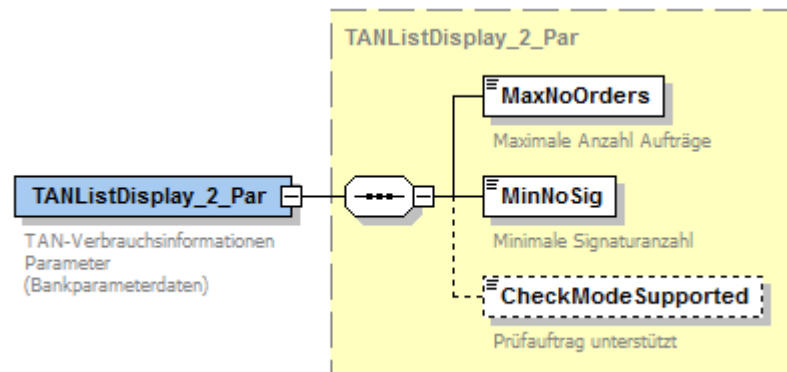 TANListDisplay_2_Par
MaxNoOrders
Maximale Anzahl Aufträge
TANListDisplay_2_Par
TAN-Verbrauchsinformationen
Parameter
(Bankparameterdaten)
MinNoSig
Minimale Signaturanzahl
CheckModeSupported
Prüfauftrag unterstützt